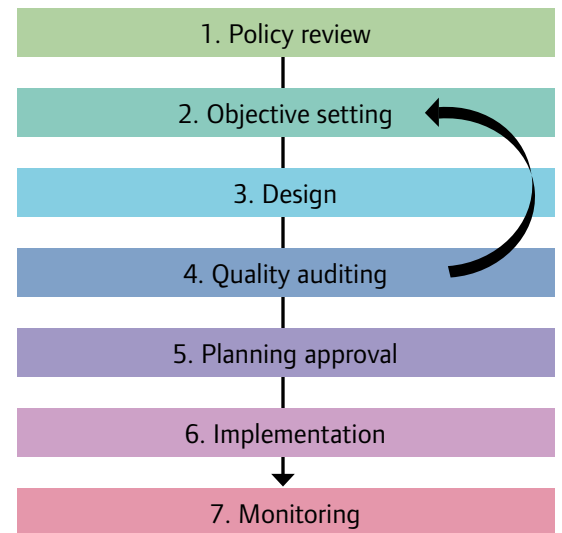 1. Policy review
2. Objective setting
3. Design
4. Quality auditing
5. Planning approval
6. Implementation
7. Monitoring